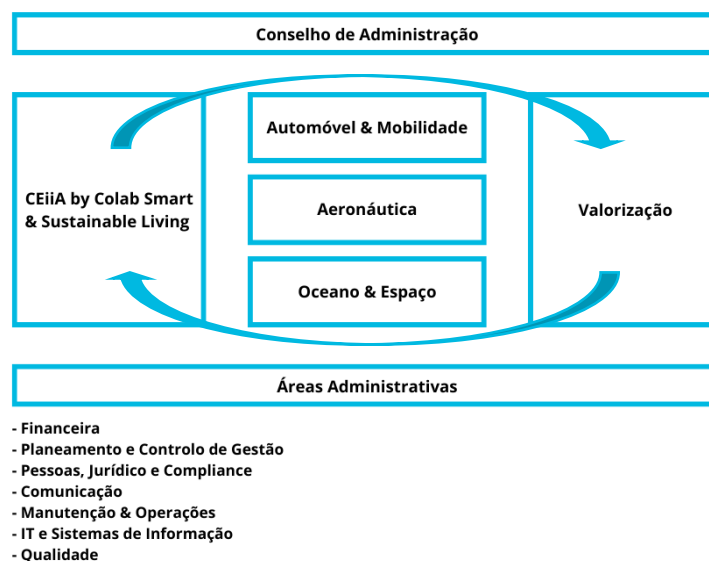 Conselho de Administração
Automóvel & Mobilidade
CEiiA by Colab Smart
& Sustainable Living
Aeronáutica
Valorização
Oceano & Espaço
Áreas Administrativas
- Financeira
- Planeamento e Controlo de Gestão
- Pessoas, Jurídico e Compliance
- Comunicação
- Manutenção & Operações
- IT e Sistemas de Informação
- Qualidade